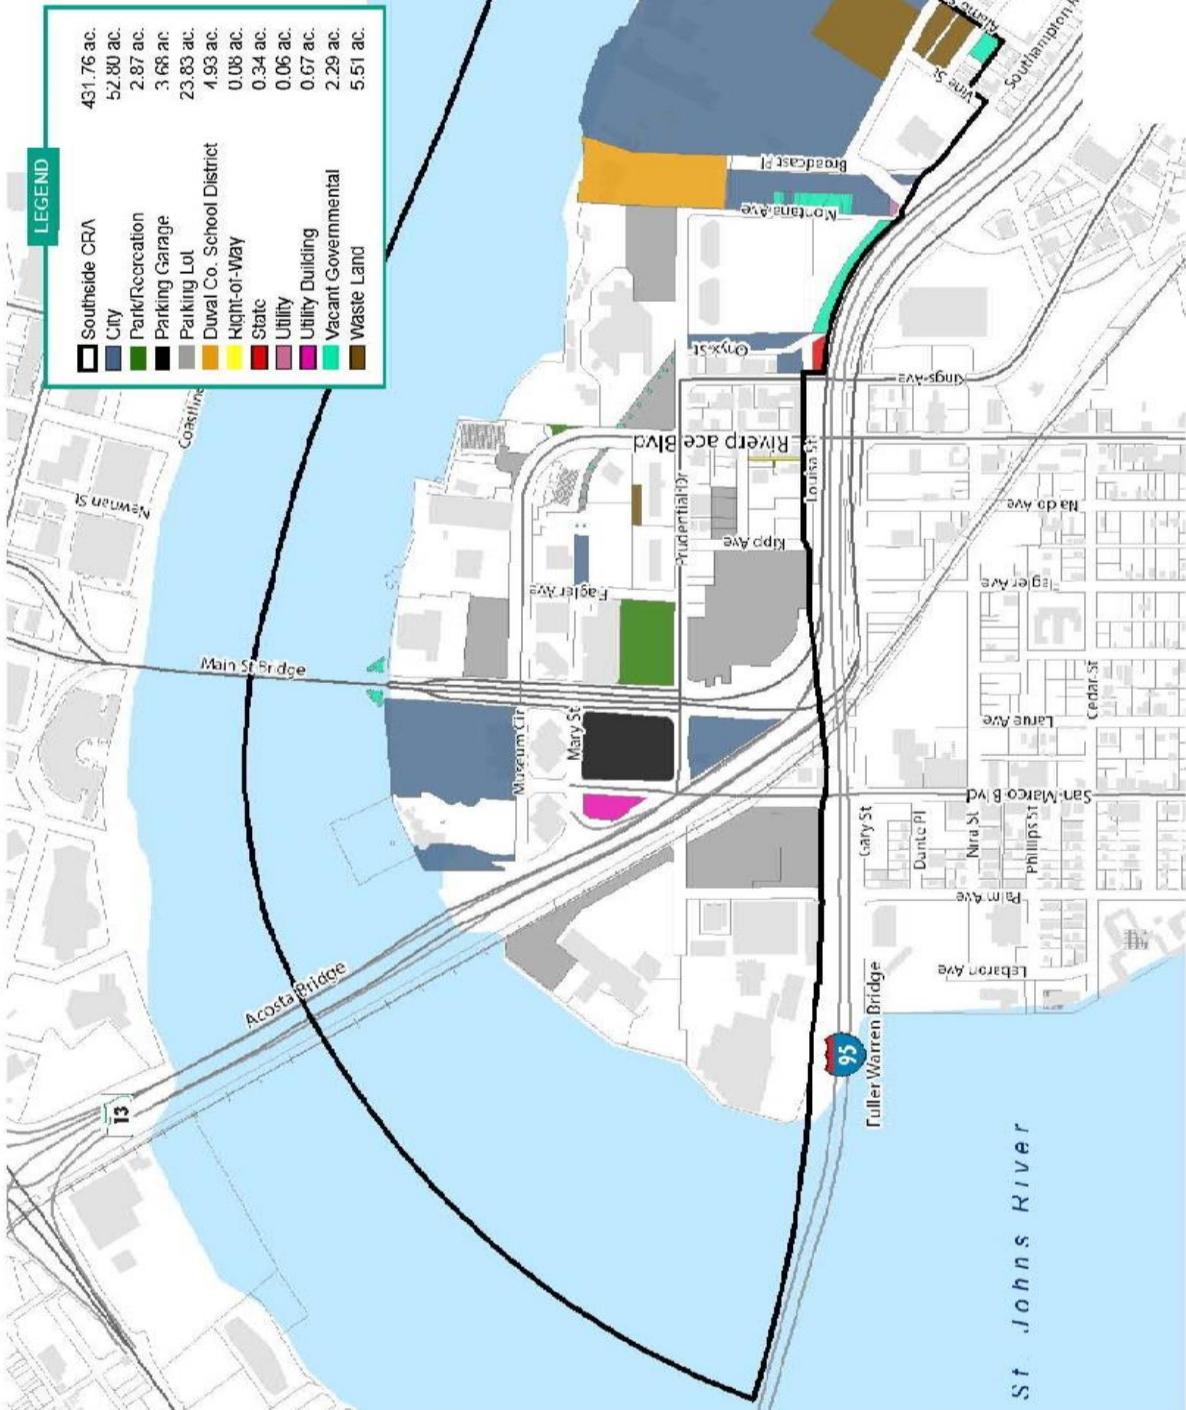 LEGEND
Southside CRA 431.76 ac.
City 52.80 ac.
Park/Recreation 2.87 ac.
Parking Garage 3.68 ac
Parking Lot 23.83 ac.
Duval Co. School District 4.93 ac.
Right-of-Way 0.08 ac.
State 0.34 ac.
Utility 0.06 ac.
Utility Building 0.67 ac.
Vacant Governmental 2.29 ac.
Waste Land 5.51 ac.
Southampton
Vine St
Broadcast Pl
Montana Ave
Coastline
Onyx St
Kings Ave
Riverp ace Blvd
Louisa St
Newnan St
Prudential Dr
Kipp Ave
Na do Ave
Flagler Ave
Flagler Ave
Main St Bridge
Museum Cir
Mary St
Larue Ave
Cedar St
San Marco Blvd
Gary St
Dante Pl
Nira St
Phillips St
Palm Ave
Lebaron Ave
Acosta Bridge
13
95
Fuller Warren Bridge
St. Johns River